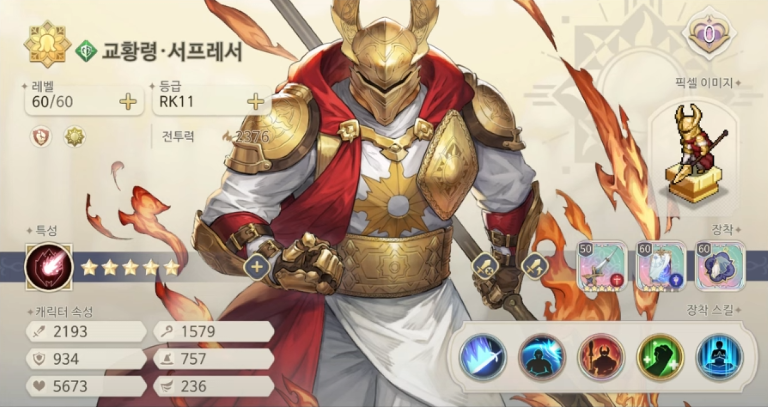 교황령·서프레서
0
레벨
60/60
등급
RK11
픽셀 이미지
전투력
2376
특성
장착
50
60
60
캐릭터 속성
장착 스킬
2193
1579
934
757
5673
236